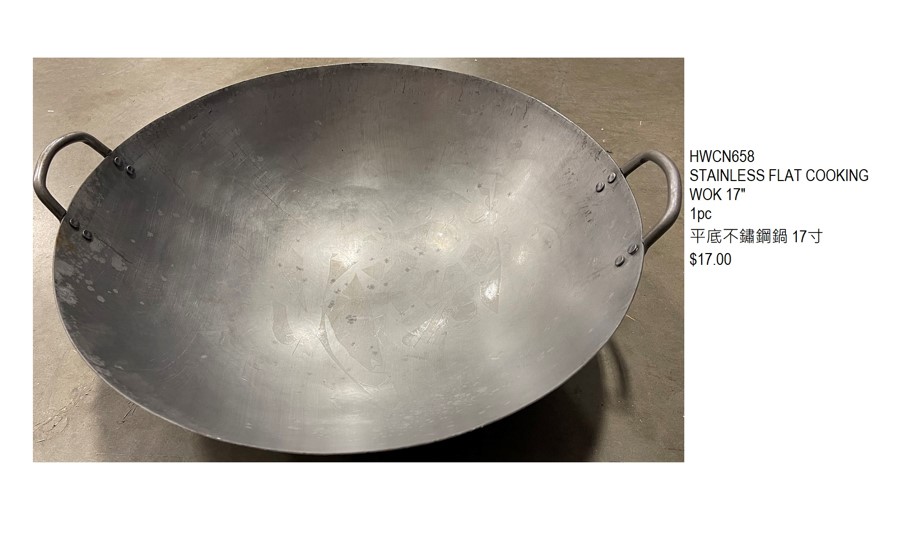 HWCN658
STAINLESS FLAT COOKING
WOK 17"
1pc
平底不鏽鋼鍋 17寸
$17.00